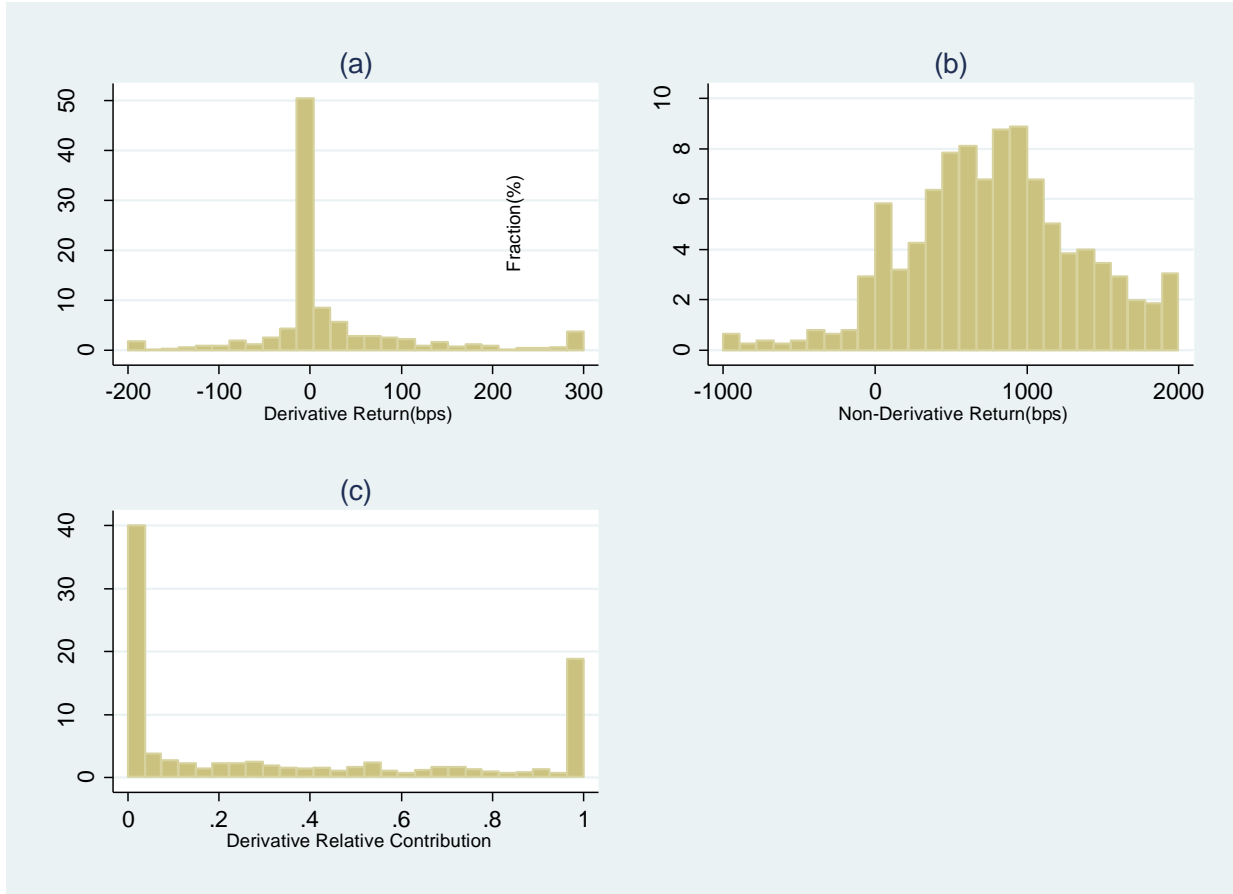 (a)
50
40
30
20
10
0
-200 -100 0 100 200 300
Derivative Return(bps)
Fraction(%)
(b)
10
8
6
4
2
0
-1000 0 1000 2000
Non-Derivative Return(bps)
(c)
40
30
20
10
0
0 .2 .4 .6 .8 1
Derivative Relative Contribution